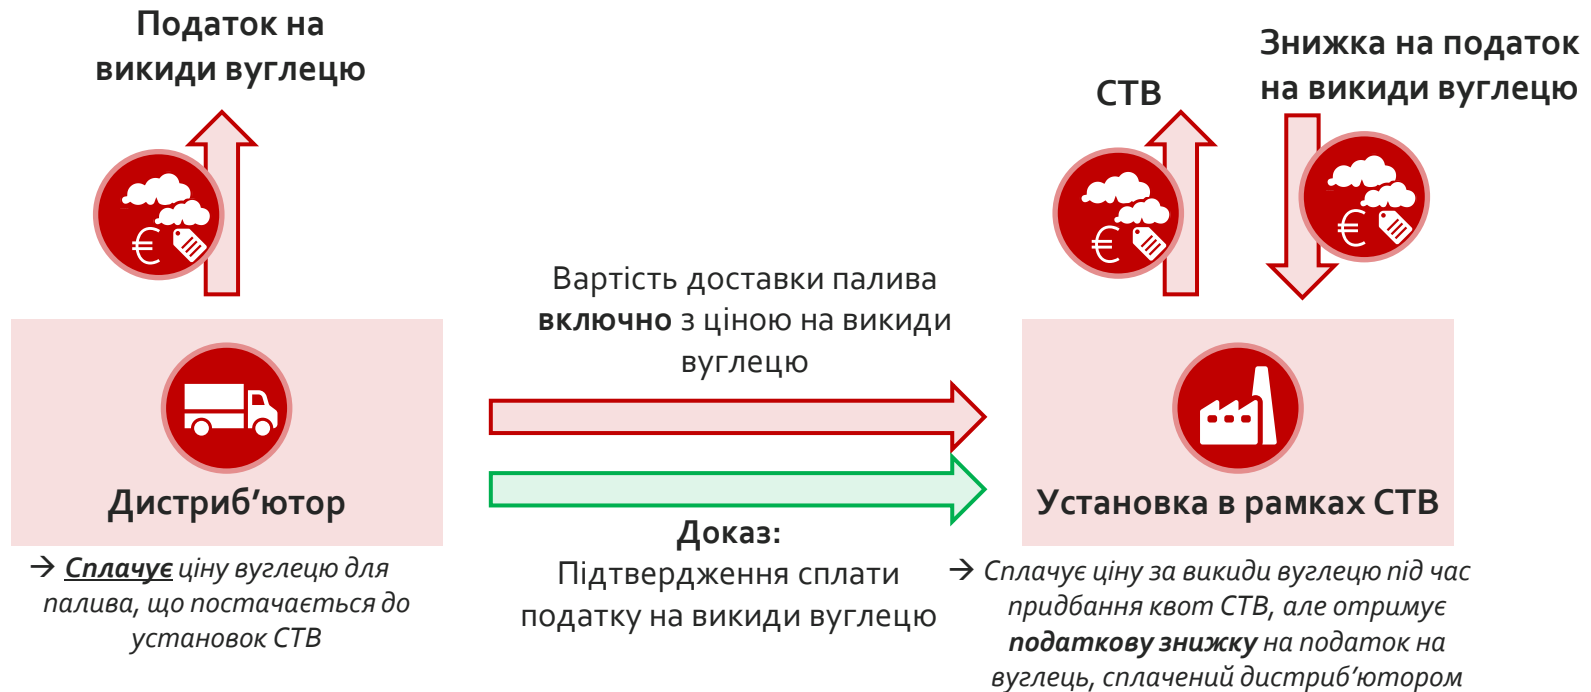 Податок на
викиди вуглецю
Знижка на податок
на викиди вуглецю
СТВ
Вартість доставки палива
включно з ціною на викиди
вуглецю
Дистриб’ютор
Установка в рамках СТВ
Доказ:
Підтвердження сплати
податку на викиди вуглецю
→ Сплачує ціну вуглецю для
палива, що постачається до
установок СТВ
→ Сплачує ціну за викиди вуглецю під час
придбання квот СТВ, але отримує
податкову знижку на податок на
вуглець, сплачений дистриб’ютором